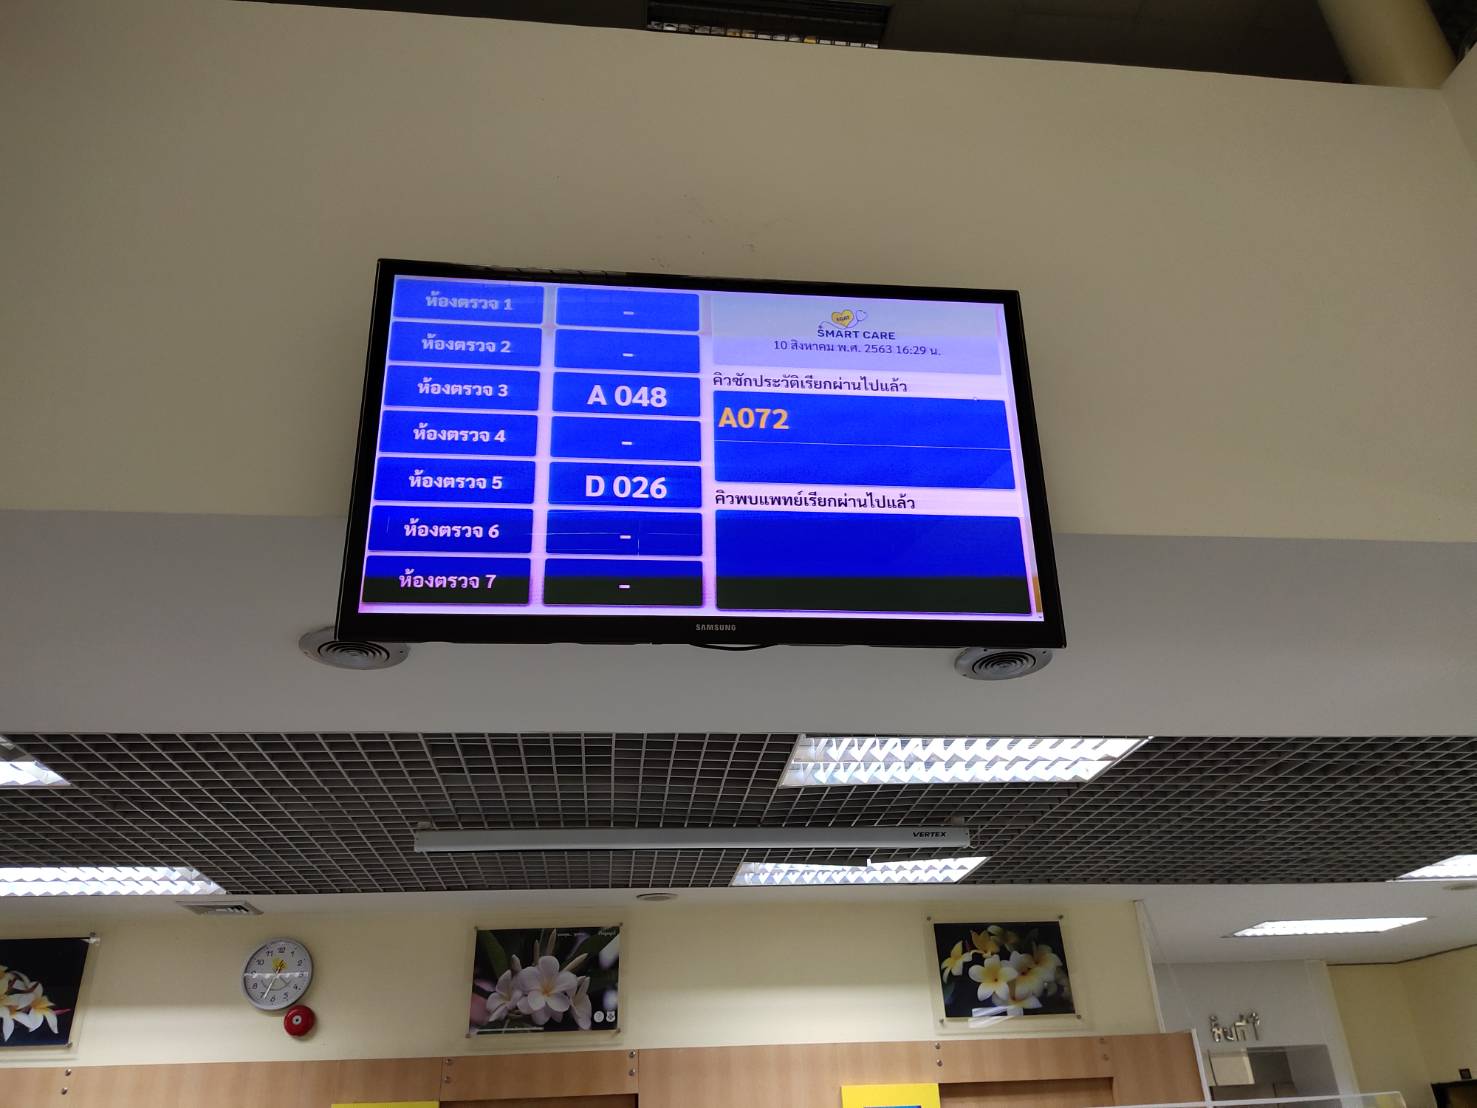 ห้องตรวจ 1 -
ห้องตรวจ 2 -
ห้องตรวจ 3 A 048
ห้องตรวจ 4 -
ห้องตรวจ 5 D 026
ห้องตรวจ 6 -
ห้องตรวจ 7 -
EGAT
SMART CARE
10 สิงหาคม พ.ศ. 2563 16:29 น.
คิวซักประวัติเรียกผ่านไปแล้ว
A072
คิวพบแพทย์เรียกผ่านไปแล้ว
SAMSUNG
VERTEX